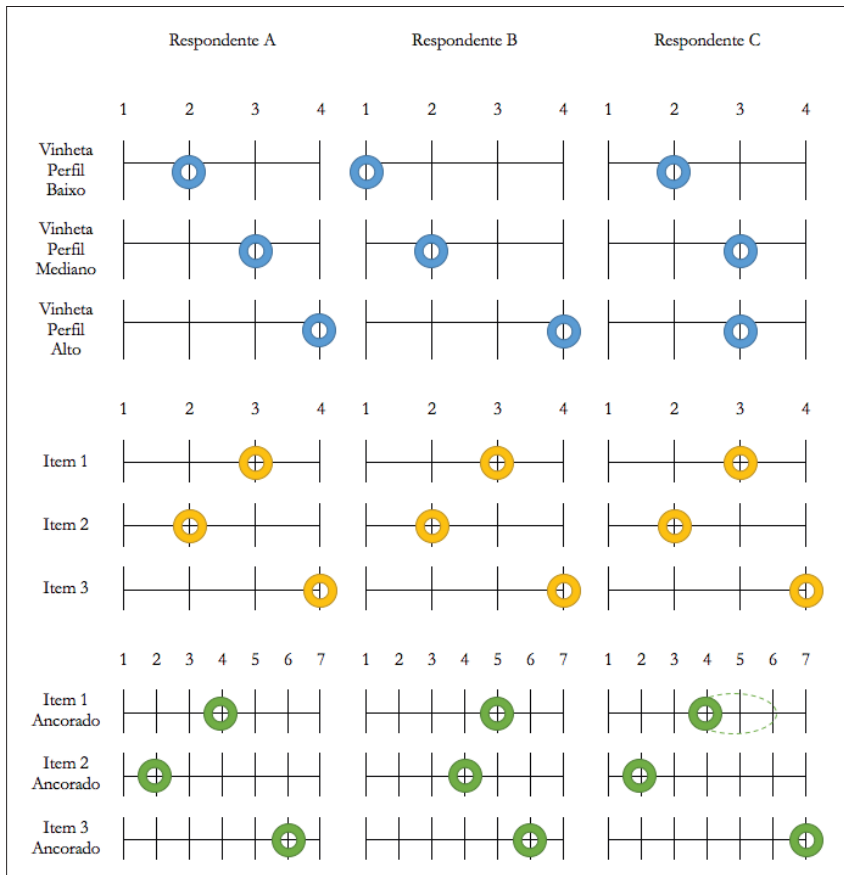 Respondente A Respondente B Respondente C
1 2 3 4 1 2 3 4 1 2 3 4
Vinheta
Perfil
Baixo
Vinheta
Perfil
Mediano
Vinheta
Perfil
Alto
1 2 3 4 1 2 3 4 1 2 3 4
Item 1
Item 2
Item 3
1 2 3 4 5 6 7 1 2 3 4 5 6 7 1 2 3 4 5 6 7
Item 1
Ancorado
Item 2
Ancorado
Item 3
Ancorado